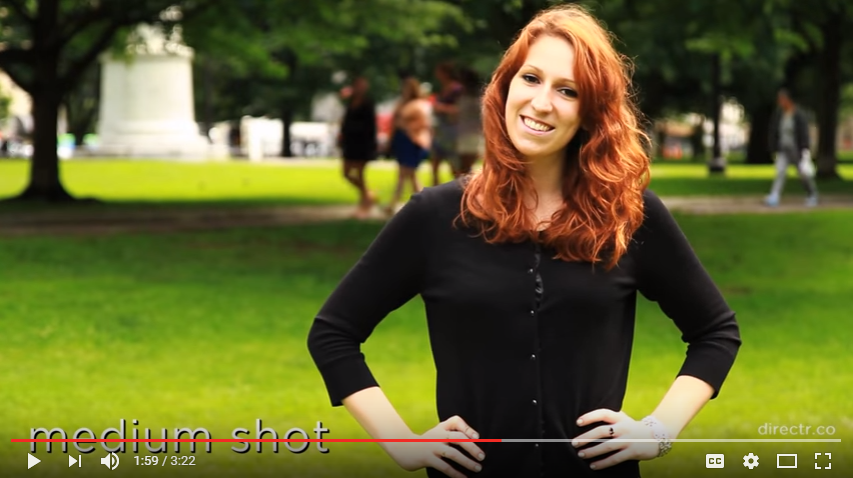 medium shot
directr.co
1:59 / 3:22
CC